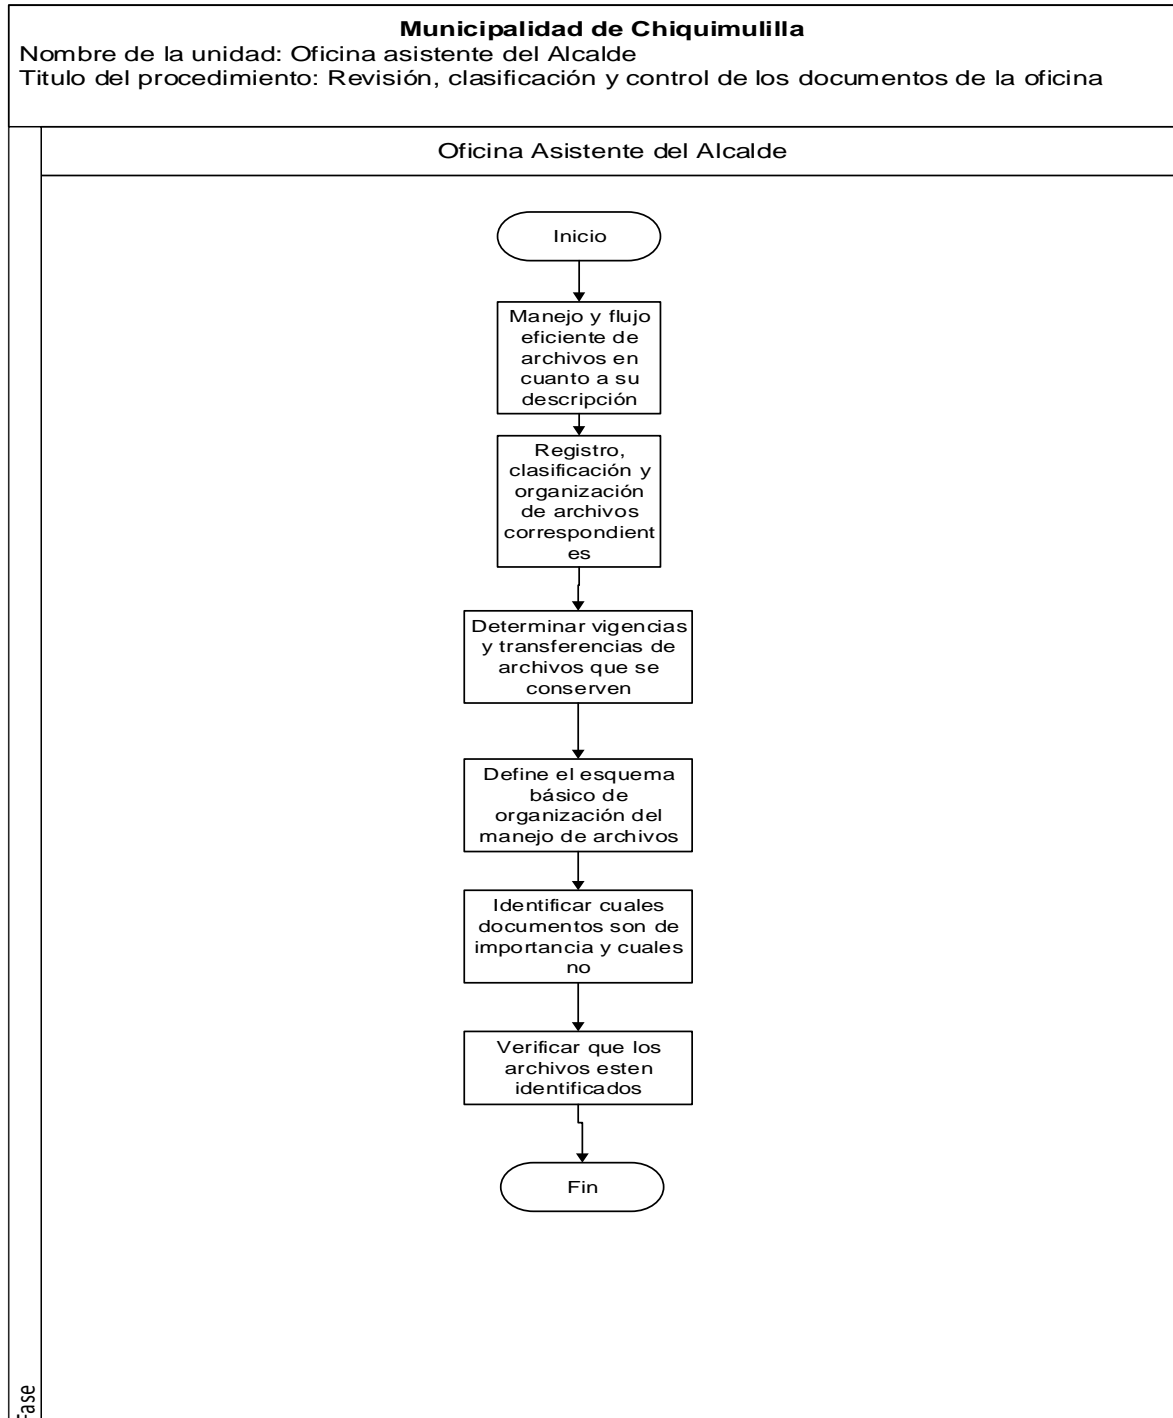 Municipalidad de Chiquimulilla
Nombre de la unidad: Oficina asistente del Alcalde
Titulo del procedimiento: Revisión, clasificación y control de los documentos de la oficina
Oficina Asistente del Alcalde
Inicio
Manejo y flujo
eficiente de
archivos en
cuanto a su
descripción
Registro,
clasificación y
organización
de archivos
correspondient
es
Determinar vigencias
y transferencias de
archivos que se
conserven
Define el esquema
básico de
organización del
manejo de archivos
Identificar cuales
documentos son de
importancia y cuales
no
Verificar que los
archivos esten
identificados
Fin
Fase